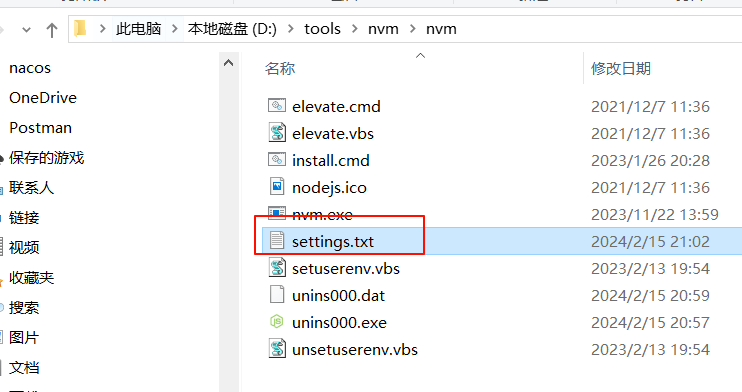 此电脑 > 本地磁盘 (D:) > tools > nvm > nvm
名称 修改日期
nacos
OneDrive
Postman
保存的游戏
联系人
链接
视频
收藏夹
搜索
图片
文档
elevate.cmd 2021/12/7 11:36
elevate.vbs 2021/12/7 11:36
install.cmd 2023/1/26 20:28
nodejs.ico 2021/12/7 11:36
nvm.exe 2023/11/22 13:59
settings.txt 2024/2/15 21:02
setuserenv.vbs 2023/2/13 19:54
unins000.dat 2024/2/15 20:59
unins000.exe 2024/2/15 20:57
unsetuserenv.vbs 2023/2/13 19:54